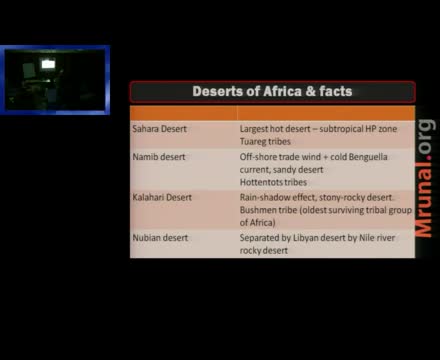 Deserts of Africa & facts
Sahara Desert
Largest hot desert – subtropical HP zone
Tuareg tribes
Namib desert
Off-shore trade wind + cold Benguella
current, sandy desert
Hottentots tribes
Kalahari Desert
Rain-shadow effect, stony-rocky desert.
Bushmen tribe (oldest surviving tribal group
of Africa)
Nubian desert
Separated by Libyan desert by Nile river
rocky desert
Mrunal.org